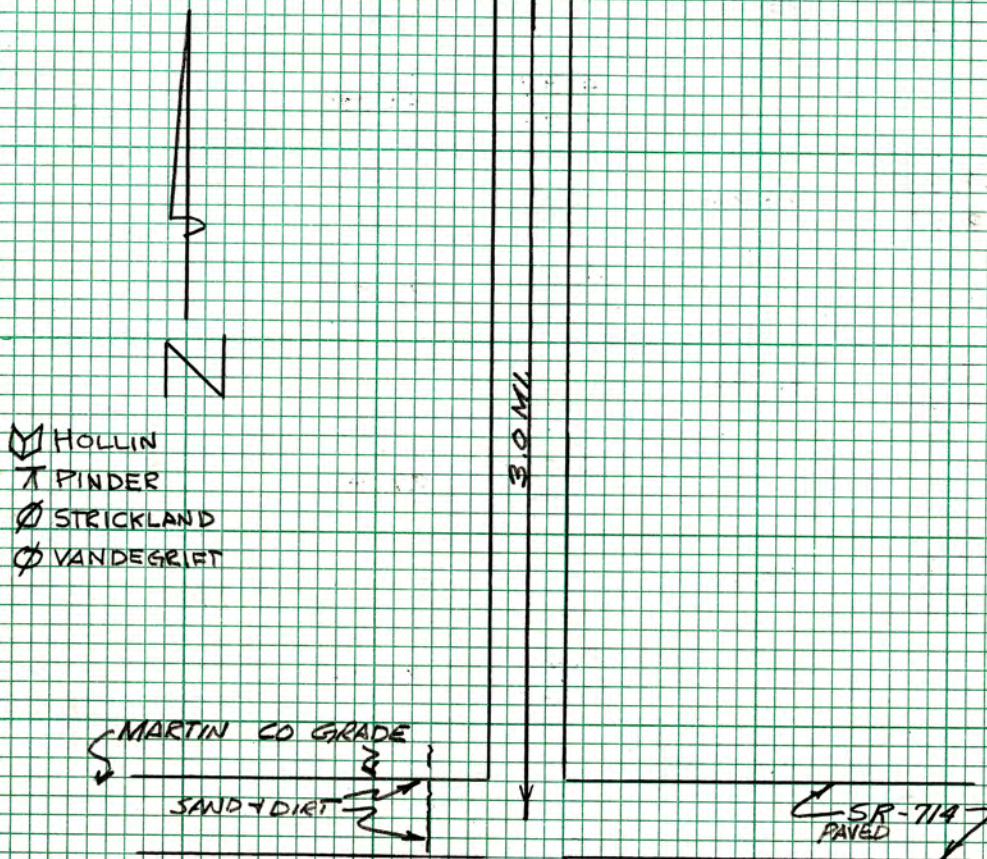 N
3.0 MI.
HOLLIN
PINDER
STRICKLAND
VANDEGRIFT
MARTIN CO GRADE
SAND + DIRT
SR-714
PAVED